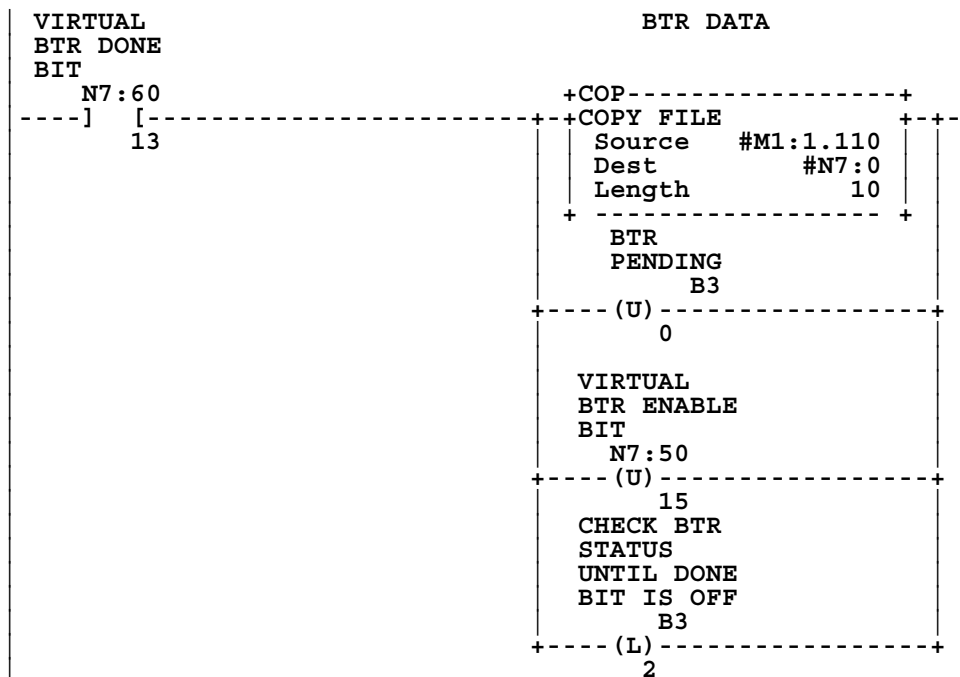 VIRTUAL BTR DATA
BTR DONE
BIT
N7:60 +COP-----------------+
----] [------------------------+-+COPY FILE +-+-
13 Source #M1:1.110
Dest #N7:0
Length 10
+ ------------------ +
BTR
PENDING
B3
+----(U)-----------------+
0
VIRTUAL
BTR ENABLE
BIT
N7:50
+----(U)-----------------+
15
CHECK BTR
STATUS
UNTIL DONE
BIT IS OFF
B3
+----(L)-----------------+
2